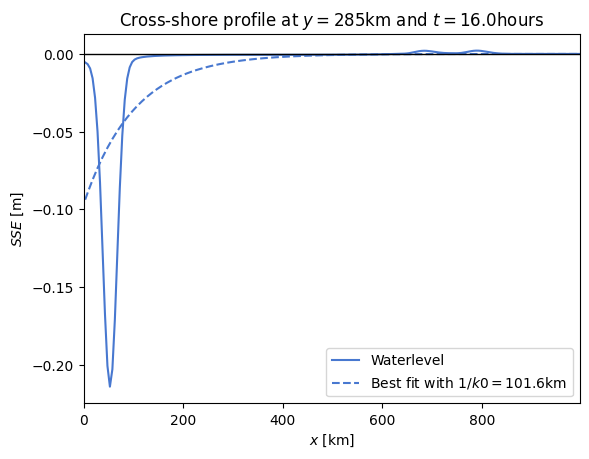 Cross-shore profile at y = 285km and t = 16.0hours
0.00
−0.05
−0.10
−0.15
−0.20
SSE [m]
0 200 400 600 800
x [km]
Waterlevel
Best fit with 1/k0 = 101.6km